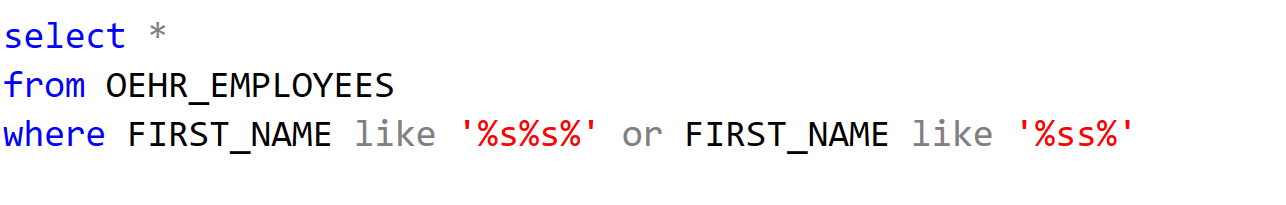 select *
from OEHR_EMPLOYEES
where FIRST_NAME like '%s%s%' or FIRST_NAME like '%ss%'